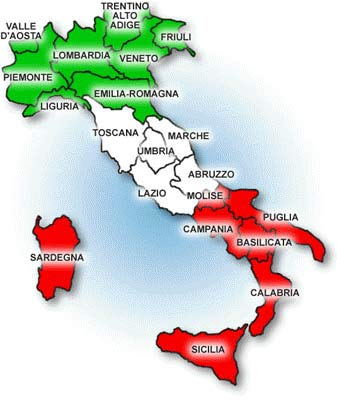 TRENTINO
ALTO
ADIGE
VALLE
D'AOSTA
FRIULI
LOMBARDIA
VENETO
PIEMONTE
EMILIA-ROMAGNA
LIGURIA
TOSCANA
MARCHE
UMBRIA
ABRUZZO
LAZIO
MOLISE
PUGLIA
CAMPANIA
BASILICATA
SARDEGNA
CALABRIA
SICILIA